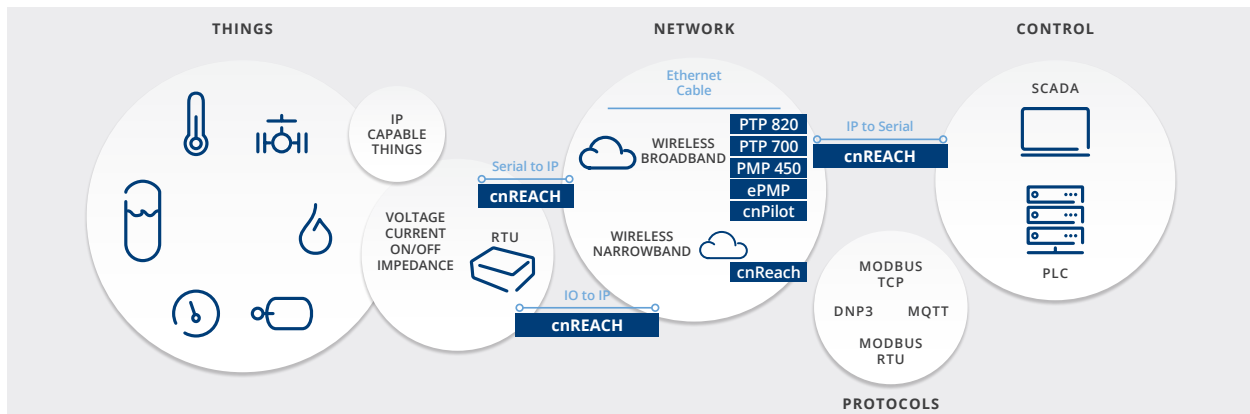 THINGS
NETWORK
CONTROL
IP
CAPABLE
THINGS
VOLTAGE
CURRENT
ON/OFF
IMPEDANCE
RTU
Serial to IP
cnREACH
IO to IP
cnREACH
Ethernet
Cable
WIRELESS
BROADBAND
PTP 820
PTP 700
PMP 450
ePMP
cnPilot
WIRELESS
NARROWBAND
cnReach
IP to Serial
cnREACH
SCADA
PLC
MODBUS
TCP
DNP3 MQTT
MODBUS
RTU
PROTOCOLS